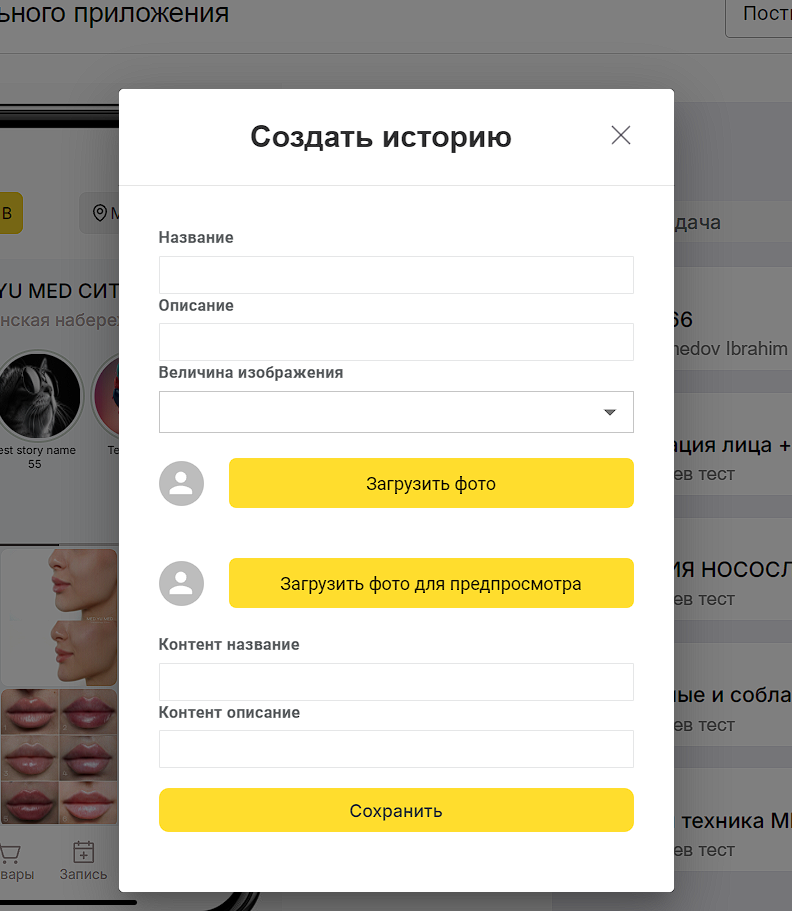 ьного приложения
Пост
Создать историю
В
дача
Название
YU MED СИТ
Описание
нская набере
66
medov Ibrahim
Величина изображения
ация лица +
est story name
55
Te
ев тест
Загрузить фото
ИЯ НОСОСЛ
Загрузить фото для предпросмотра
ев тест
Контент название
ые и собла
Контент описание
ев тест
Сохранить
техника МЕ
ев тест
вары
Запись